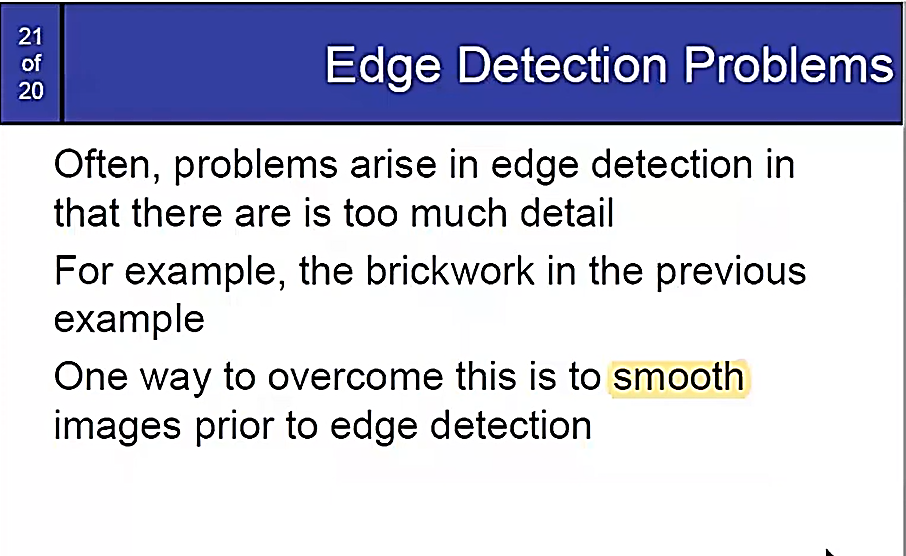 21
of
20
Edge Detection Problems
Often, problems arise in edge detection in
that there are is too much detail
For example, the brickwork in the previous
example
One way to overcome this is to smooth
images prior to edge detection